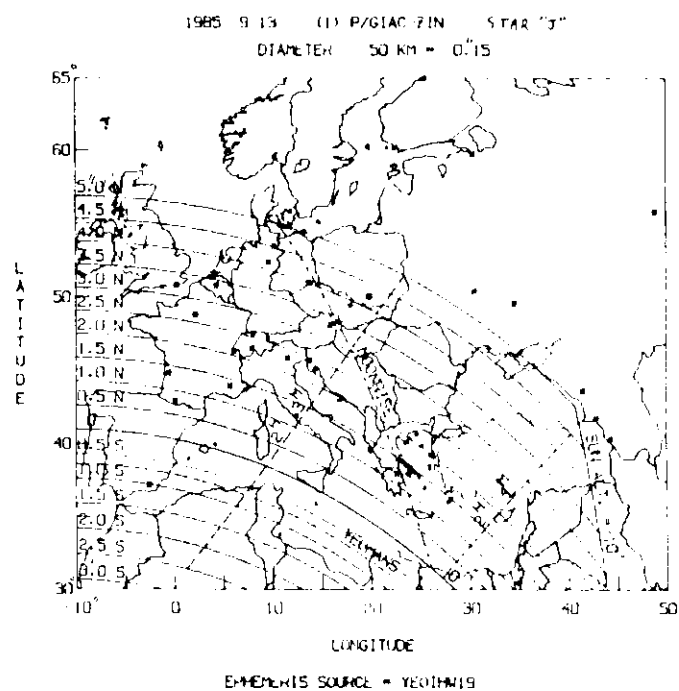 1985 9 13 (1) P/GIAC ZIN STAR "J"
DIAMETER 50 KM = 0."15
65°
60
50
40
30°
LATITUDE
5.0 N
4.5 N
4.0 N
3.5 N
3.0 N
2.5 N
2.0 N
1.5 N
1.0 N
0.5 N
0.5 S
1.0 S
1.5 S
2.0 S
2.5 S
3.0 S
YEOMANS
-10° 0 10 20 30 40 50
LONGITUDE
EPHEMERIS SOURCE = YEOIHW19